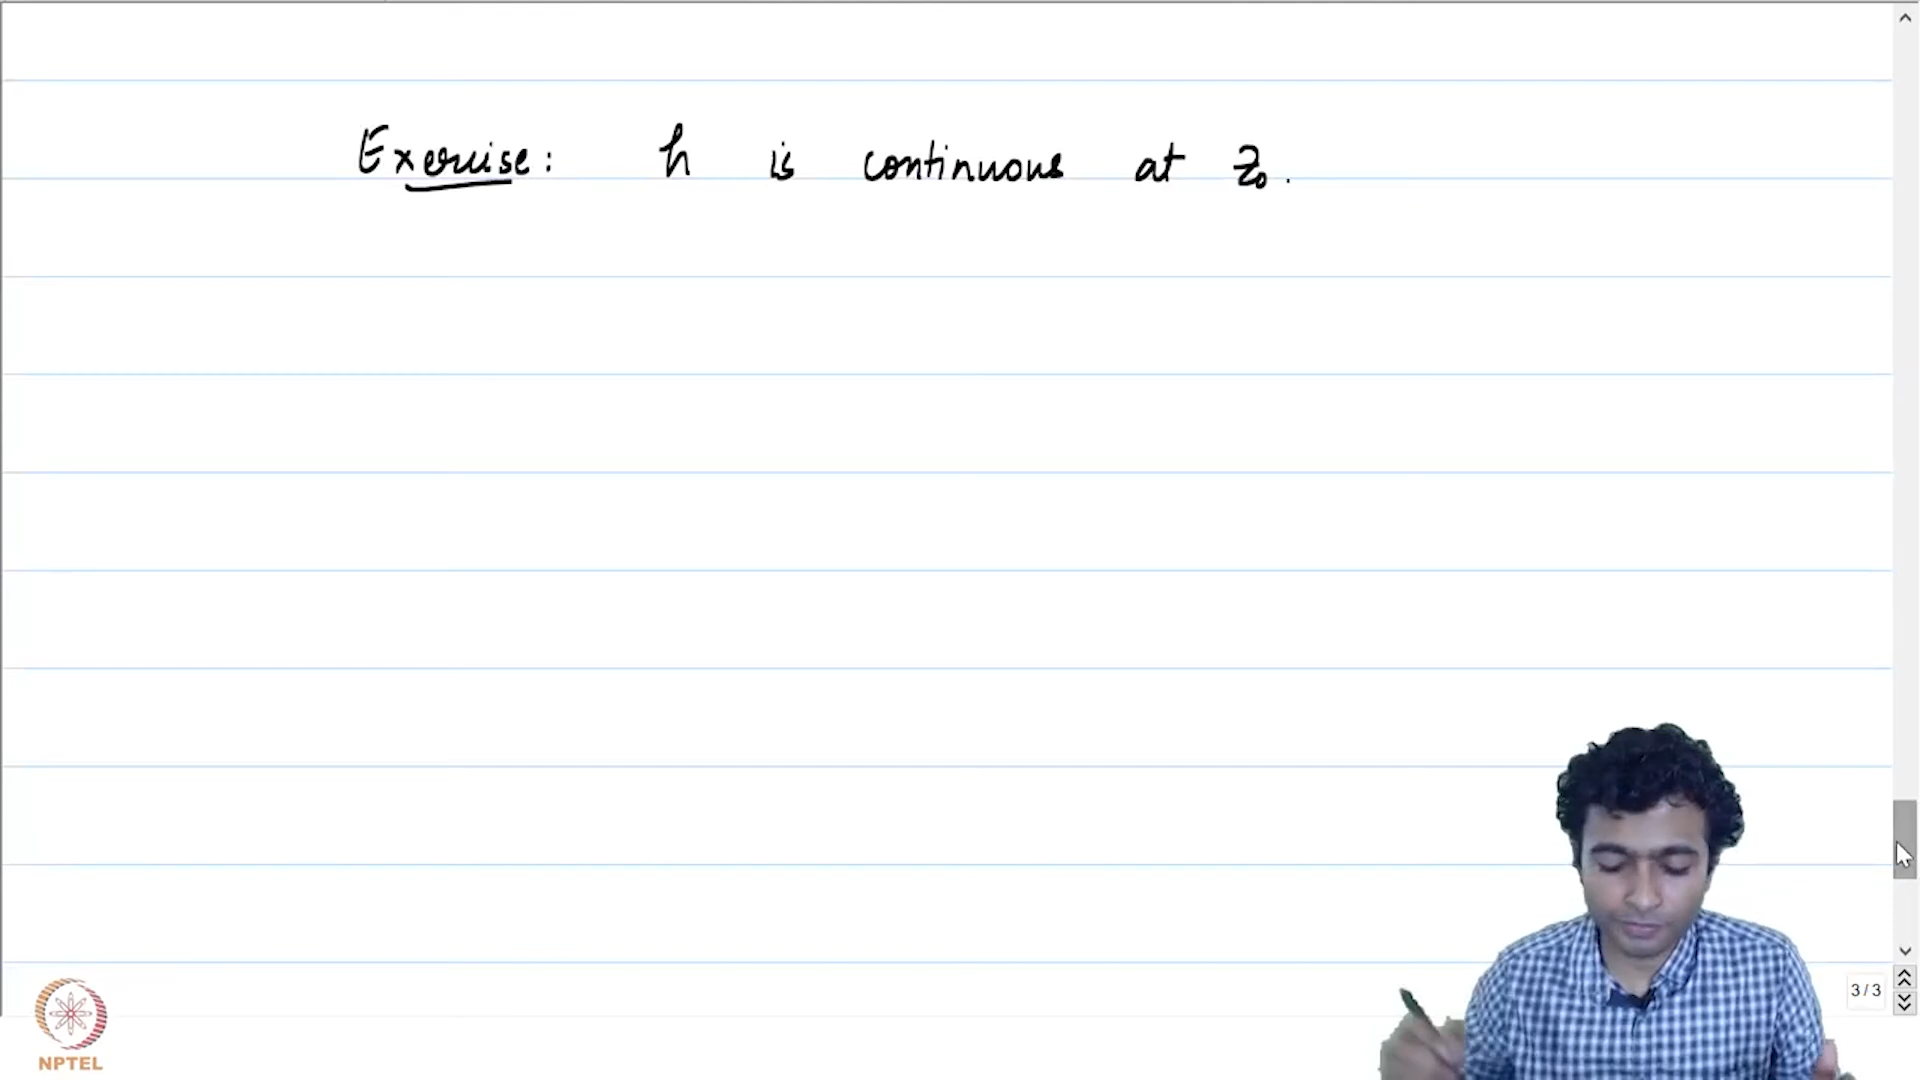 Exercise: h is continuous at z₀.
3 / 3
NPTEL